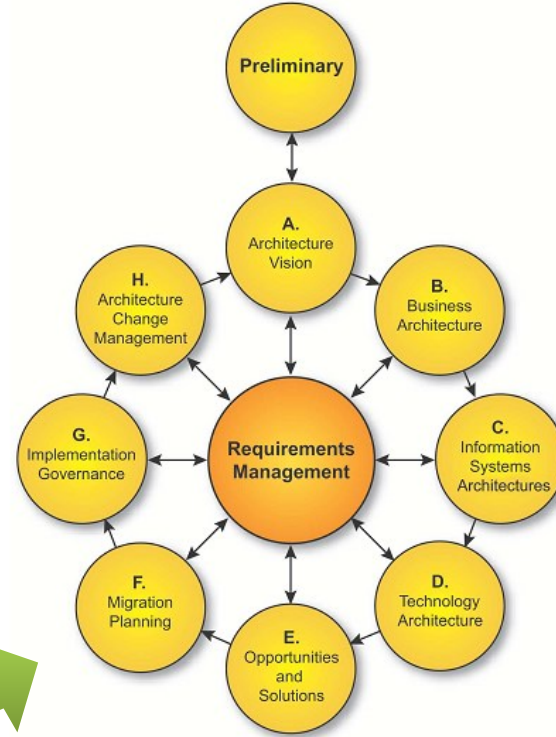 Preliminary
A.
Architecture
Vision
B.
Business
Architecture
C.
Information
Systems
Architectures
D.
Technology
Architecture
E.
Opportunities
and
Solutions
F.
Migration
Planning
G.
Implementation
Governance
H.
Architecture
Change
Management
Requirements
Management